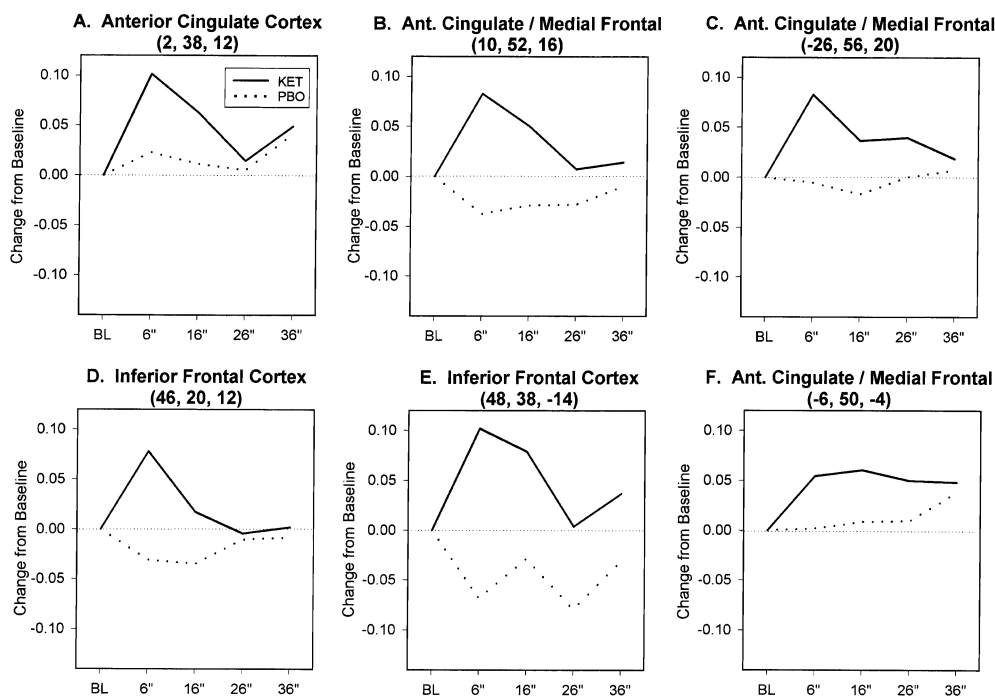 A. Anterior Cingulate Cortex
(2, 38, 12)
Change from Baseline
0.10
0.05
0.00
-0.05
-0.10
KET
PBO
BL 6" 16" 26" 36"
B. Ant. Cingulate / Medial Frontal
(10, 52, 16)
Change from Baseline
0.10
0.05
0.00
-0.05
-0.10
BL 6" 16" 26" 36"
C. Ant. Cingulate / Medial Frontal
(-26, 56, 20)
Change from Baseline
0.10
0.05
0.00
-0.05
-0.10
BL 6" 16" 26" 36"
D. Inferior Frontal Cortex
(46, 20, 12)
Change from Baseline
0.10
0.05
0.00
-0.05
-0.10
BL 6" 16" 26" 36"
E. Inferior Frontal Cortex
(48, 38, -14)
Change from Baseline
0.10
0.05
0.00
-0.05
-0.10
BL 6" 16" 26" 36"
F. Ant. Cingulate / Medial Frontal
(-6, 50, -4)
Change from Baseline
0.10
0.05
0.00
-0.05
-0.10
BL 6" 16" 26" 36"